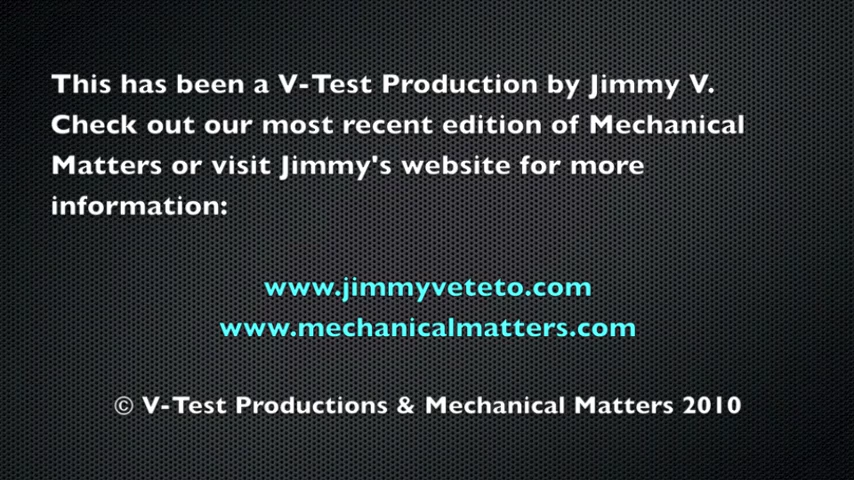 This has been a V-Test Production by Jimmy V.
Check out our most recent edition of Mechanical
Matters or visit Jimmy's website for more
information:
www.jimmyveteto.com
www.mechanicalmatters.com
© V-Test Productions & Mechanical Matters 2010